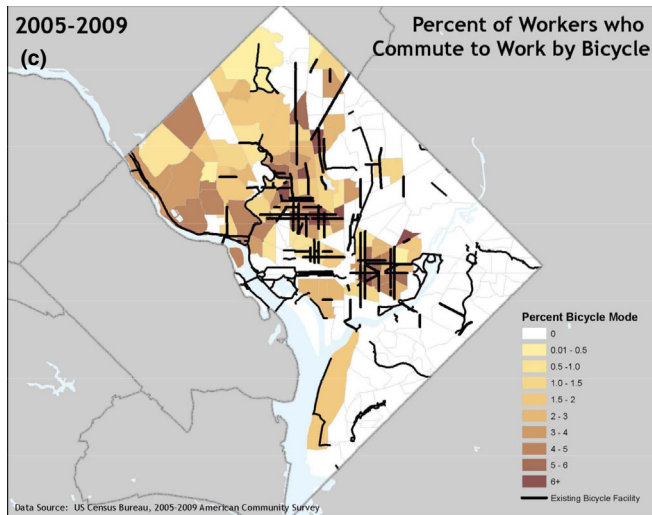 2005-2009
Percent of Workers who
Commute to Work by Bicycle
(c)
Percent Bicycle Mode
0
0.01 - 0.5
0.5 -1.0
1.0 - 1.5
1.5 - 2
2 - 3
3 - 4
4 - 5
5 - 6
6+
Existing Bicycle Facility
Data Source: US Census Bureau, 2005-2009 American Community Survey